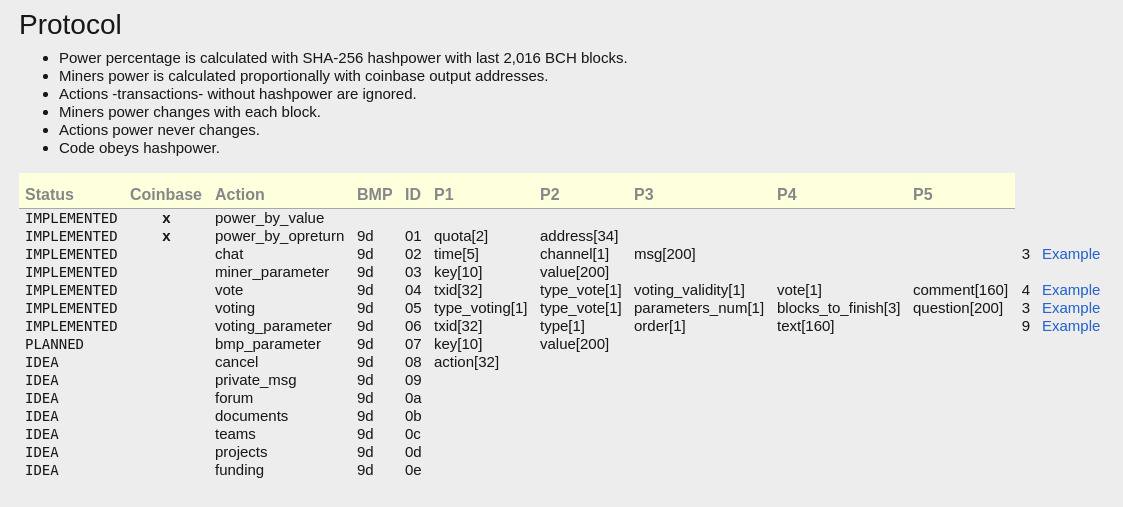 Protocol
• Power percentage is calculated with SHA-256 hashpower with last 2,016 BCH blocks.
• Miners power is calculated proportionally with coinbase output addresses.
• Actions -transactions- without hashpower are ignored.
• Miners power changes with each block.
• Actions power never changes.
• Code obeys hashpower.
Status Coinbase Action BMP ID P1 P2 P3 P4 P5
IMPLEMENTED x power_by_value
IMPLEMENTED x power_by_opreturn 9d 01 quota[2] address[34]
IMPLEMENTED chat 9d 02 time[5] channel[1] msg[200] 3 Example
IMPLEMENTED miner_parameter 9d 03 key[10] value[200]
IMPLEMENTED vote 9d 04 txid[32] type_vote[1] voting_validity[1] vote[1] comment[160] 4 Example
IMPLEMENTED voting 9d 05 type_voting[1] type_vote[1] parameters_num[1] blocks_to_finish[3] question[200] 3 Example
IMPLEMENTED voting_parameter 9d 06 txid[32] type[1] order[1] text[160] 9 Example
PLANNED bmp_parameter 9d 07 key[10] value[200]
IDEA cancel 9d 08 action[32]
IDEA private_msg 9d 09
IDEA forum 9d 0a
IDEA documents 9d 0b
IDEA teams 9d 0c
IDEA projects 9d 0d
IDEA funding 9d 0e